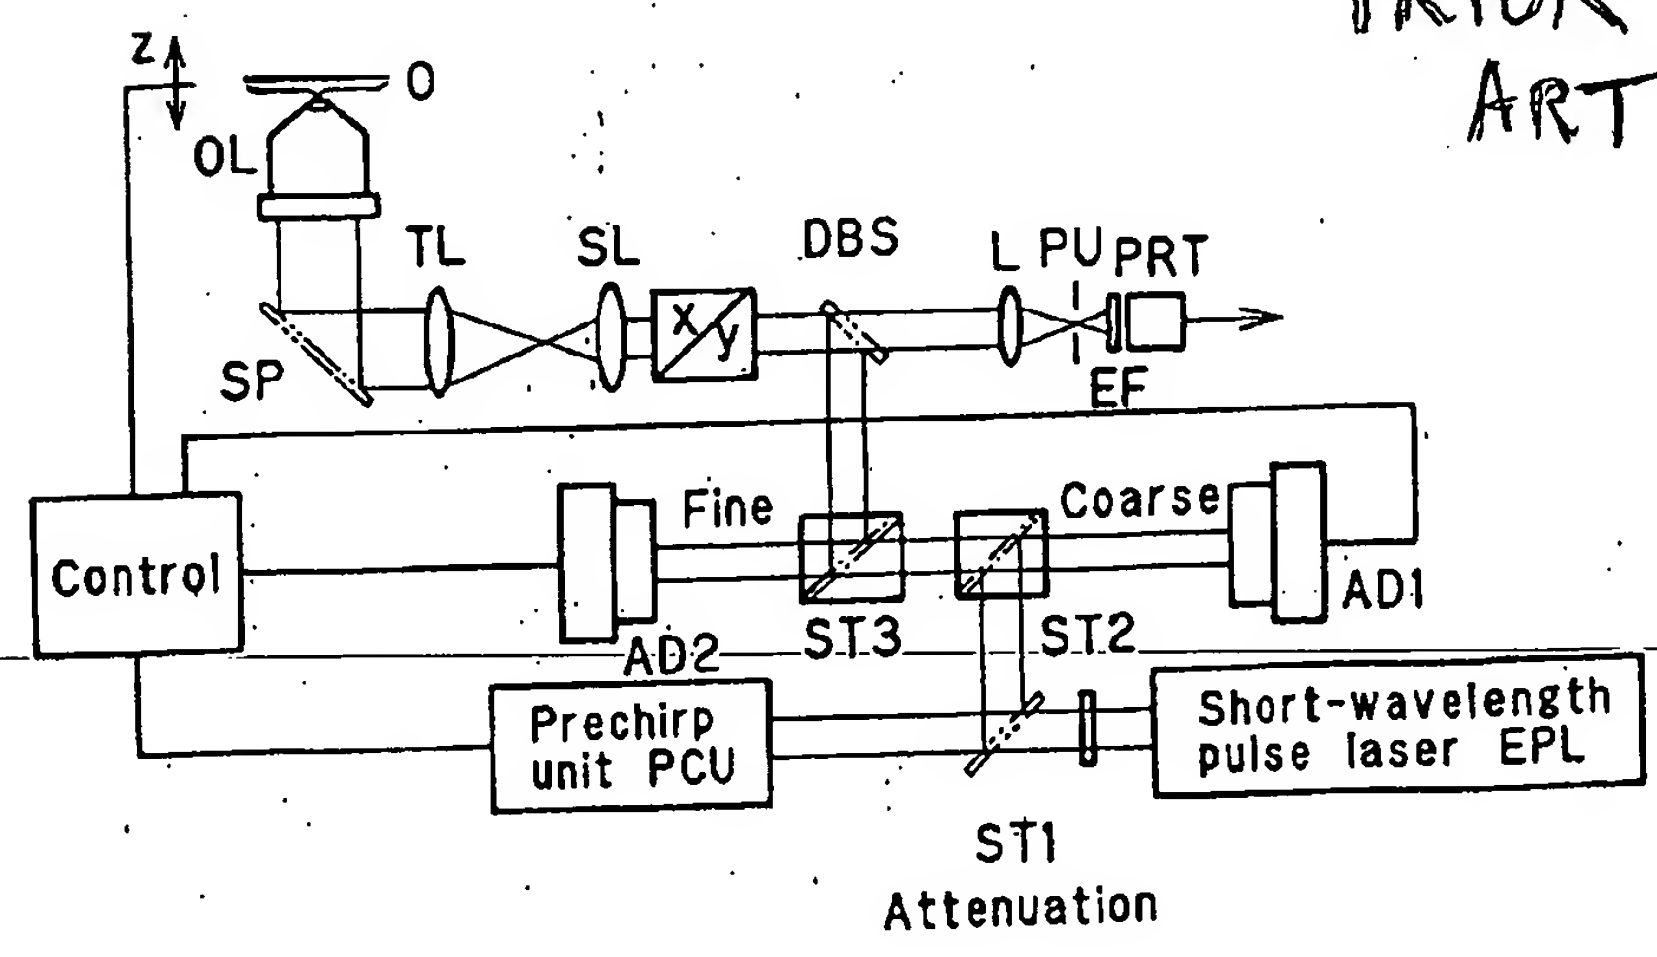 PRIOR
ART
Z
O
OL
TL
SL
DBS
L
PU
PRT
X
y
SP
EF
Fine
Coarse
Control
AD1
ST3
ST2
AD2
Prechirp
unit PCU
Short-wavelength
pulse laser EPL
ST1
Attenuation